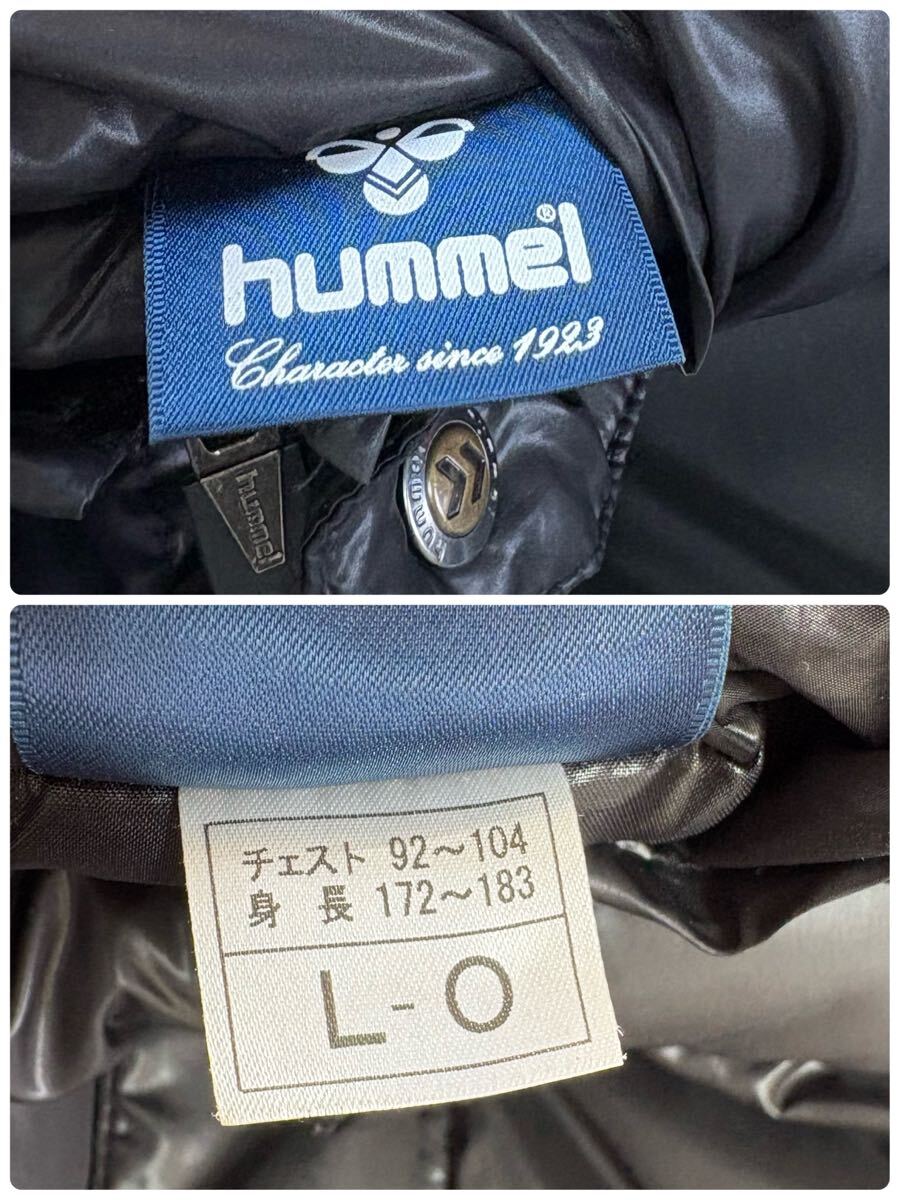 hummel®
Character since 1923
hummel
hummel
チェスト 92～104
身長 172～183
L-O